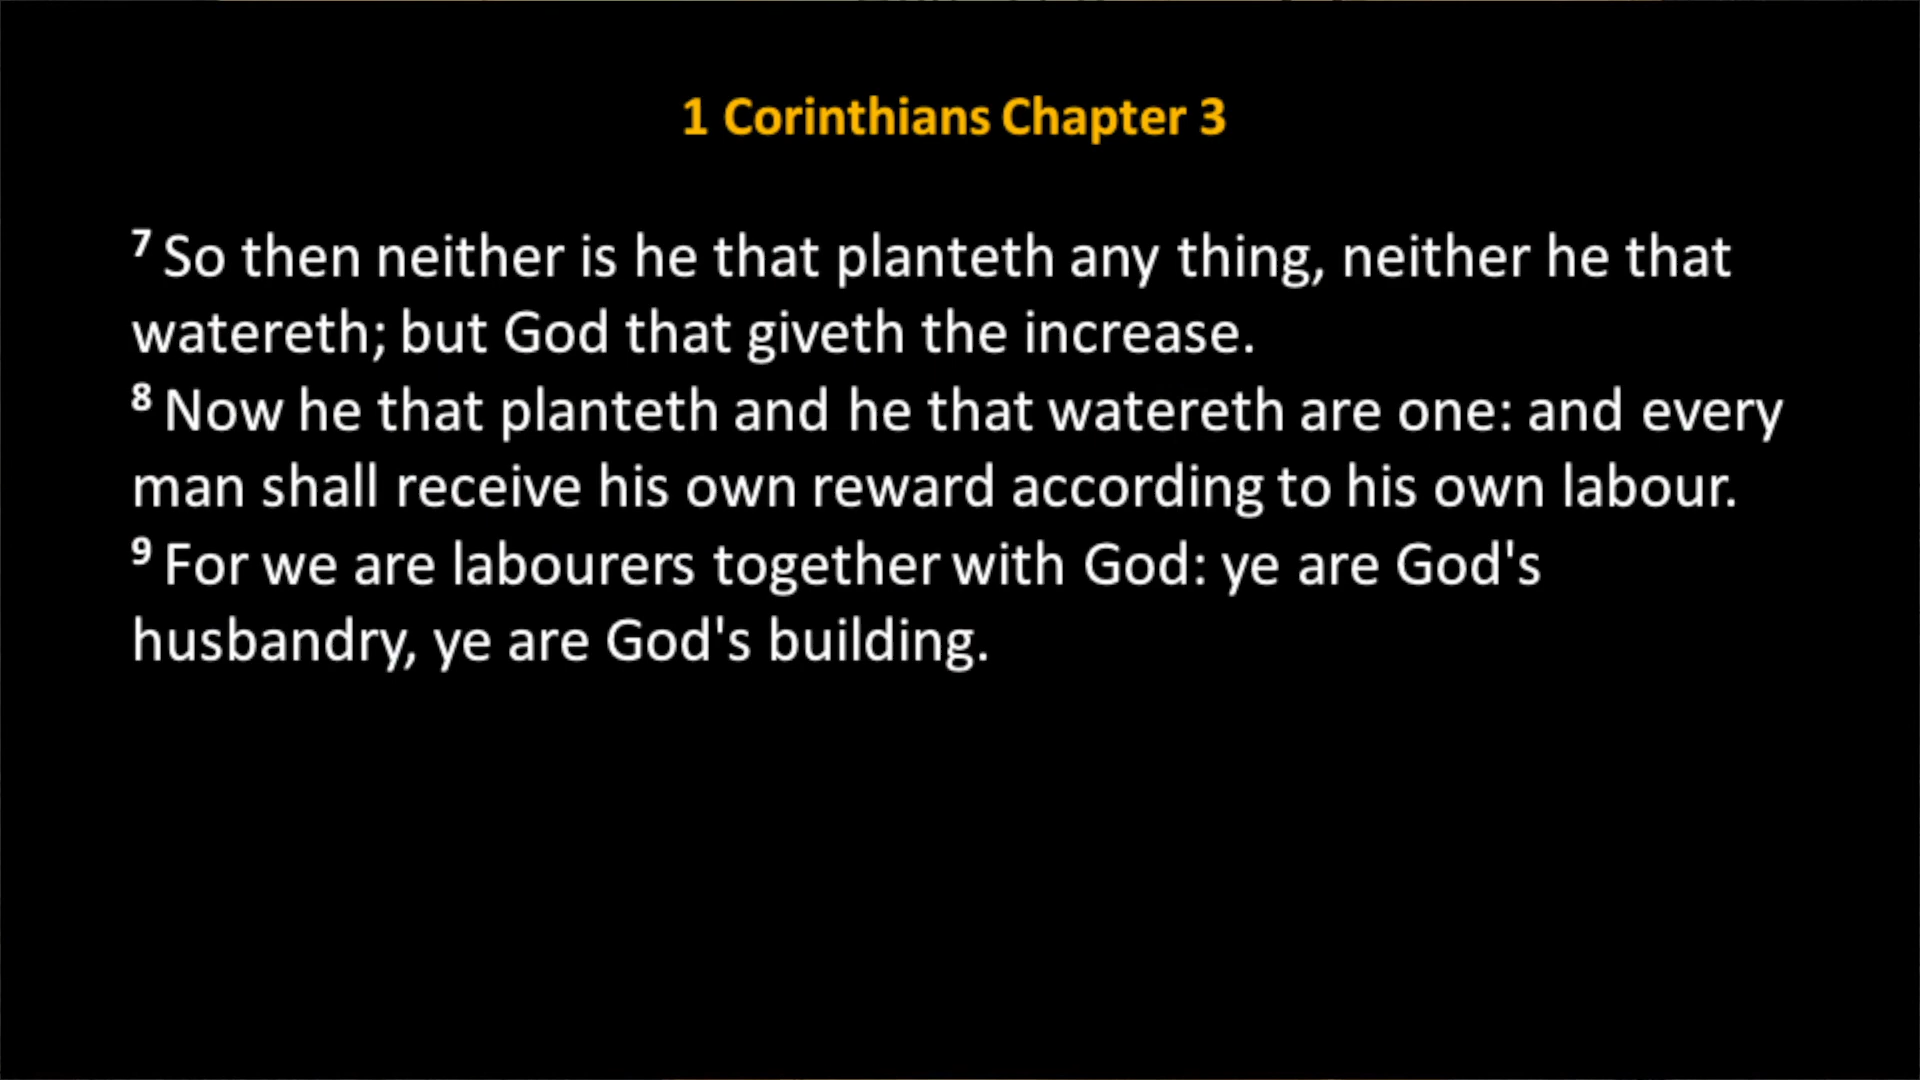 1 Corinthians Chapter 3
7 So then neither is he that planteth any thing, neither he that
watereth; but God that giveth the increase.
8 Now he that planteth and he that watereth are one: and every
man shall receive his own reward according to his own labour.
9 For we are labourers together with God: ye are God's
husbandry, ye are God's building.